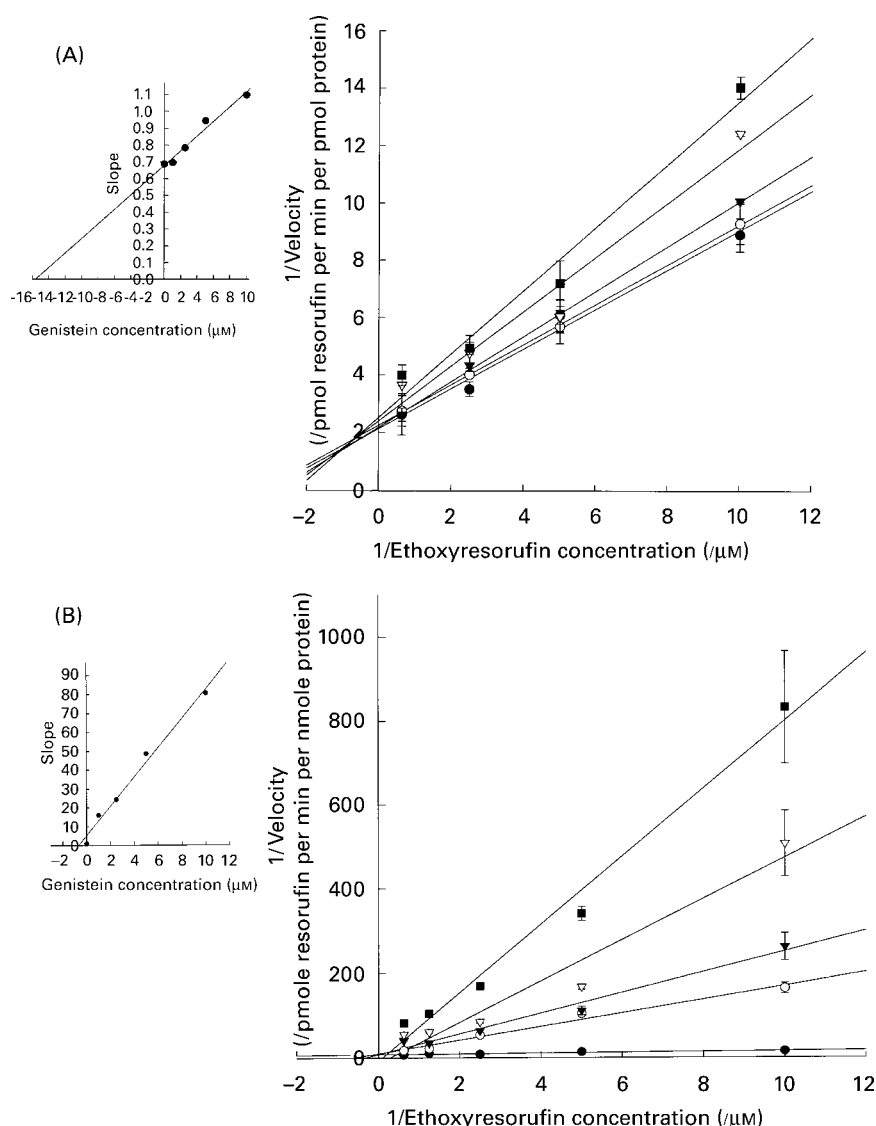 (A)
1.1
1.0
0.9
0.8
0.7
0.6
0.5
0.4
0.3
0.2
0.1
0.0
Slope
-16-14-12-10-8 -6 -4 -2 0 2 4 6 8 10
Genistein concentration (μM)
16
14
12
10
8
6
4
2
0
1/Velocity
(/pmol resorufin per min per pmol protein)
−2 0 2 4 6 8 10 12
1/Ethoxyresorufin concentration (/μM)
(B)
90
80
70
60
50
40
30
20
10
0
Slope
−2 0 2 4 6 8 10 12
Genistein concentration (μM)
1000
800
600
400
200
0
1/Velocity
(/pmole resorufin per min per nmole protein)
−2 0 2 4 6 8 10 12
1/Ethoxyresorufin concentration (/μM)